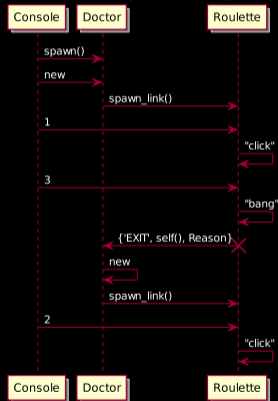 Console Doctor Roulette
spawn()
new
spawn_link()
1
"click"
3
"bang"
{'EXIT', self(), Reason}
new
spawn_link()
2
"click"
Console Doctor Roulette